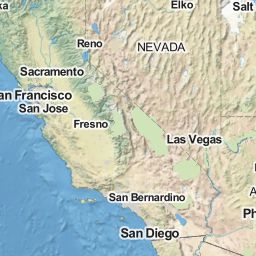 Elko
Salt
Reno
NEVADA
Sacramento
an Francisco
San Jose
Fresno
Las Vegas
San Bernardino
Ph
San Diego